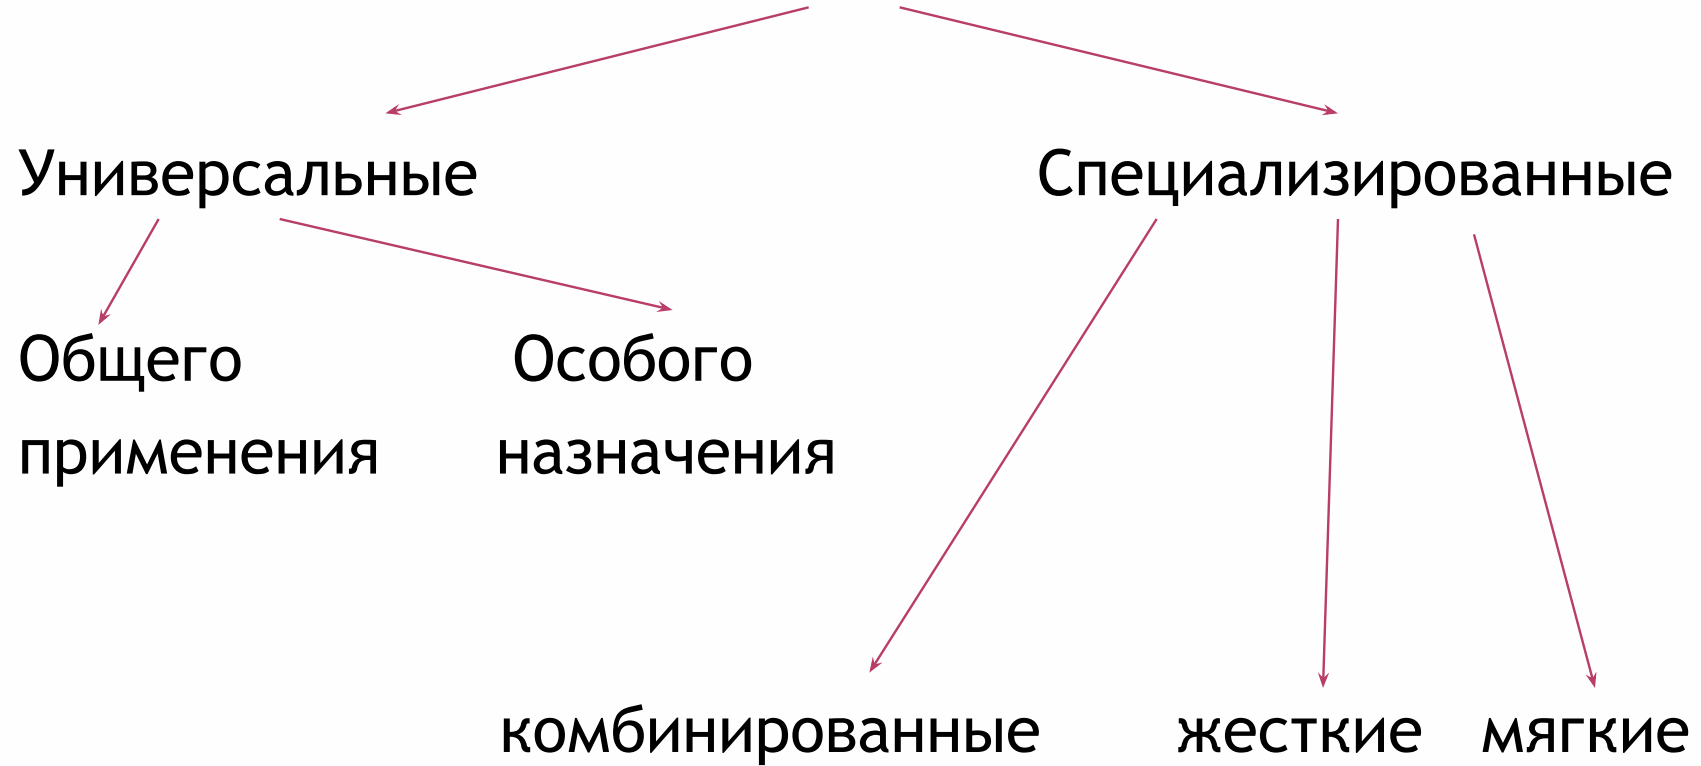 Универсальные Специализированные
Общего Особого
применения назначения
комбинированные жесткие мягкие